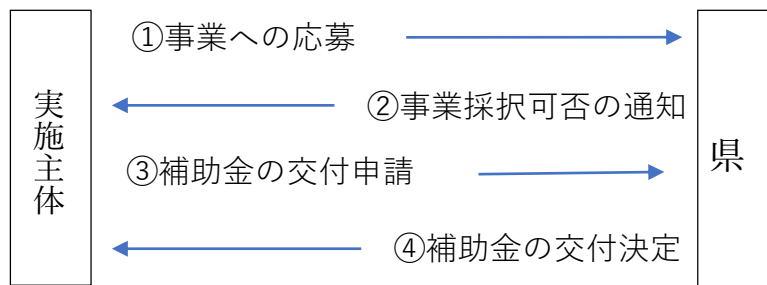 ①事業への応募
②事業採択可否の通知
実施主体
③補助金の交付申請
県
④補助金の交付決定